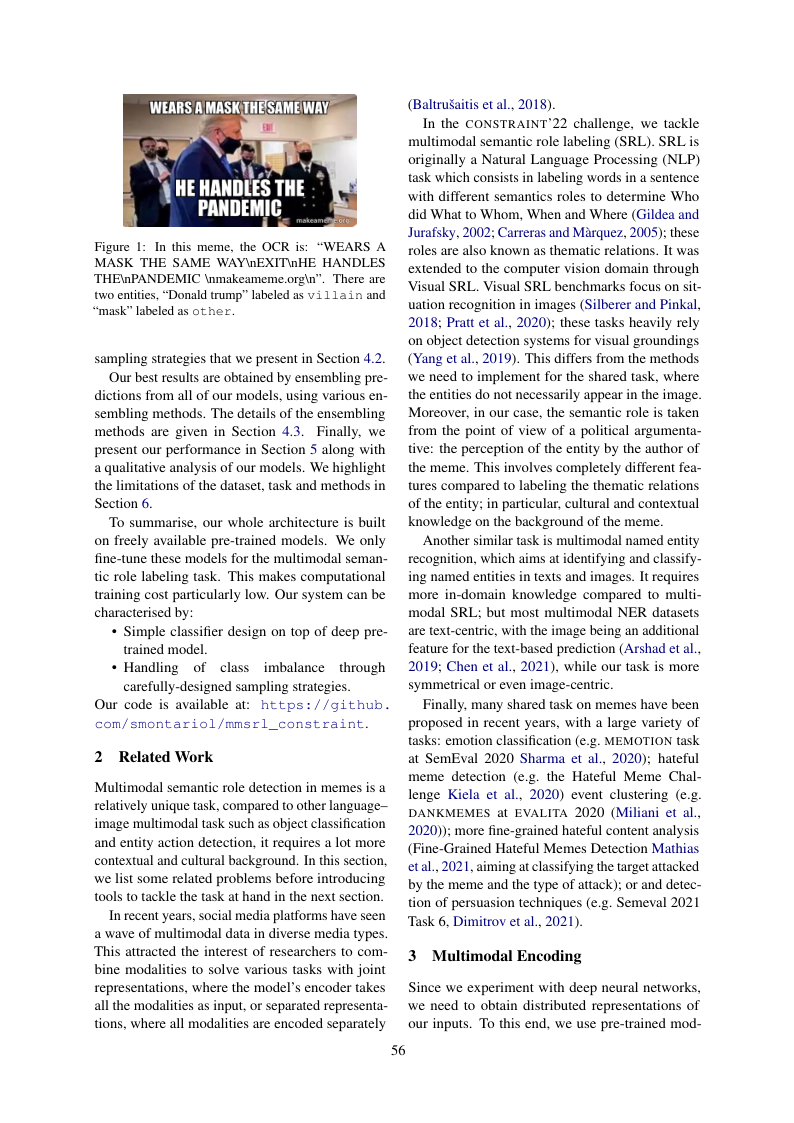 WEARS A MASK THE SAME WAY
EXIT
HE HANDLES THE
PANDEMIC
makeameme.org
Figure 1: In this meme, the OCR is: “WEARS A
MASK THE SAME WAY\nEXIT\nHE HANDLES
THE\nPANDEMIC \nmakeameme.org\n”. There are
two entities, “Donald trump” labeled as villain and
“mask” labeled as other.
sampling strategies that we present in Section 4.2.
Our best results are obtained by ensembling pre-
dictions from all of our models, using various en-
sembling methods. The details of the ensembling
methods are given in Section 4.3. Finally, we
present our performance in Section 5 along with
a qualitative analysis of our models. We highlight
the limitations of the dataset, task and methods in
Section 6.
To summarise, our whole architecture is built
on freely available pre-trained models. We only
fine-tune these models for the multimodal seman-
tic role labeling task. This makes computational
training cost particularly low. Our system can be
characterised by:
• Simple classifier design on top of deep pre-
trained model.
• Handling of class imbalance through
carefully-designed sampling strategies.
Our code is available at: https://github.
com/smontariol/mmsrl_constraint.
2 Related Work
Multimodal semantic role detection in memes is a
relatively unique task, compared to other language–
image multimodal task such as object classification
and entity action detection, it requires a lot more
contextual and cultural background. In this section,
we list some related problems before introducing
tools to tackle the task at hand in the next section.
In recent years, social media platforms have seen
a wave of multimodal data in diverse media types.
This attracted the interest of researchers to com-
bine modalities to solve various tasks with joint
representations, where the model’s encoder takes
all the modalities as input, or separated representa-
tions, where all modalities are encoded separately
(Baltrušaitis et al., 2018).
In the CONSTRAINT’22 challenge, we tackle
multimodal semantic role labeling (SRL). SRL is
originally a Natural Language Processing (NLP)
task which consists in labeling words in a sentence
with different semantics roles to determine Who
did What to Whom, When and Where (Gildea and
Jurafsky, 2002; Carreras and Màrquez, 2005); these
roles are also known as thematic relations. It was
extended to the computer vision domain through
Visual SRL. Visual SRL benchmarks focus on sit-
uation recognition in images (Silberer and Pinkal,
2018; Pratt et al., 2020); these tasks heavily rely
on object detection systems for visual groundings
(Yang et al., 2019). This differs from the methods
we need to implement for the shared task, where
the entities do not necessarily appear in the image.
Moreover, in our case, the semantic role is taken
from the point of view of a political argumenta-
tive: the perception of the entity by the author of
the meme. This involves completely different fea-
tures compared to labeling the thematic relations
of the entity; in particular, cultural and contextual
knowledge on the background of the meme.
Another similar task is multimodal named entity
recognition, which aims at identifying and classify-
ing named entities in texts and images. It requires
more in-domain knowledge compared to multi-
modal SRL; but most multimodal NER datasets
are text-centric, with the image being an additional
feature for the text-based prediction (Arshad et al.,
2019; Chen et al., 2021), while our task is more
symmetrical or even image-centric.
Finally, many shared task on memes have been
proposed in recent years, with a large variety of
tasks: emotion classification (e.g. MEMOTION task
at SemEval 2020 Sharma et al., 2020); hateful
meme detection (e.g. the Hateful Meme Chal-
lenge Kiela et al., 2020) event clustering (e.g.
DANKMEMES at EVALITA 2020 (Miliani et al.,
2020)); more fine-grained hateful content analysis
(Fine-Grained Hateful Memes Detection Mathias
et al., 2021, aiming at classifying the target attacked
by the meme and the type of attack); or and detec-
tion of persuasion techniques (e.g. Semeval 2021
Task 6, Dimitrov et al., 2021).
3 Multimodal Encoding
Since we experiment with deep neural networks,
we need to obtain distributed representations of
our inputs. To this end, we use pre-trained mod-
56